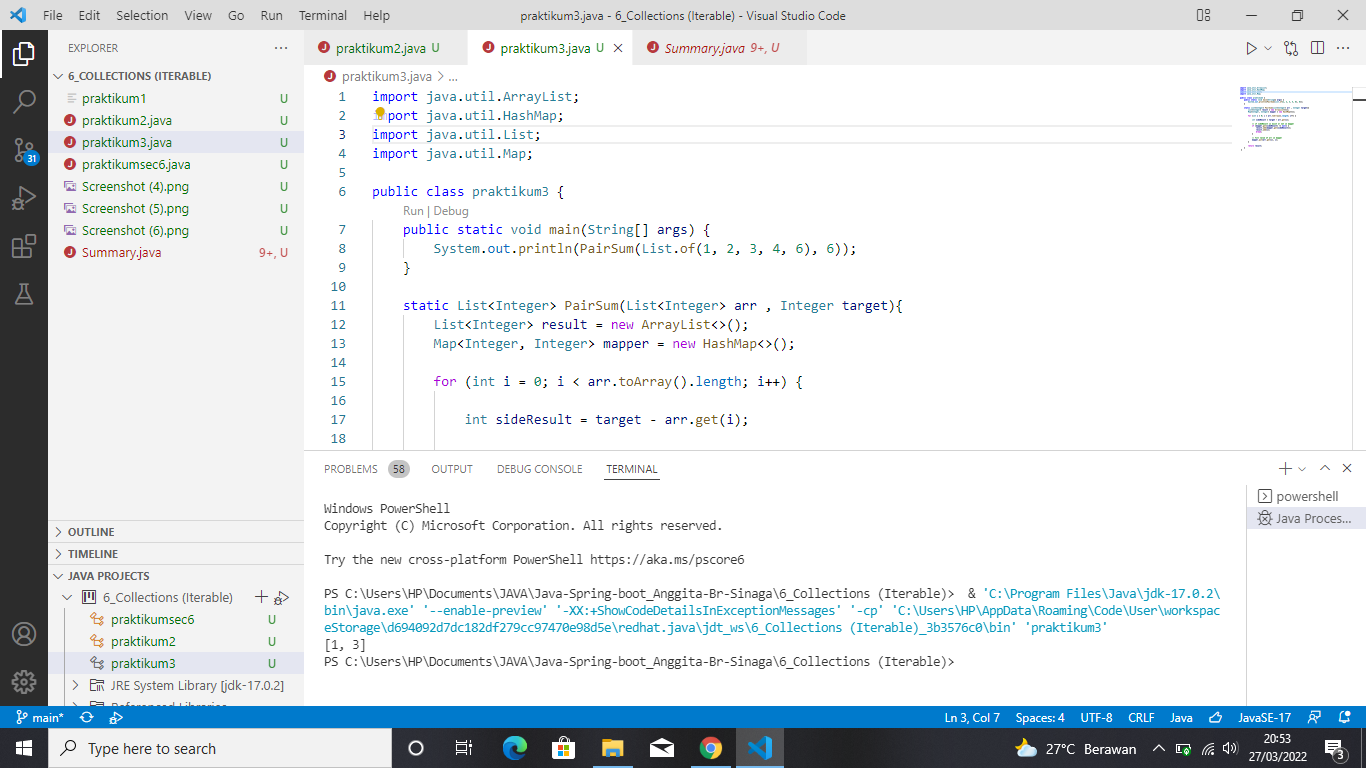 File Edit Selection View Go Run Terminal Help praktikum3.java - 6_Collections (Iterable) - Visual Studio Code
EXPLORER
6_COLLECTIONS (ITERABLE)
praktikum1 U
praktikum2.java U
praktikum3.java U
praktikumsec6.java U
Screenshot (4).png U
Screenshot (5).png U
Screenshot (6).png U
Summary.java 9+, U
OUTLINE
TIMELINE
JAVA PROJECTS
6_Collections (Iterable)
praktikumsec6 U
praktikum2 U
praktikum3 U
JRE System Library [jdk-17.0.2]
Referenced Libraries
31
praktikum2.java U praktikum3.java U Summary.java 9+, U
praktikum3.java > ...
1 import java.util.ArrayList;
2 import java.util.HashMap;
3 import java.util.List;
4 import java.util.Map;
5
6 public class praktikum3 {
Run | Debug
7 public static void main(String[] args) {
8 System.out.println(PairSum(List.of(1, 2, 3, 4, 6), 6));
9 }
10
11 static List<Integer> PairSum(List<Integer> arr , Integer target){
12 List<Integer> result = new ArrayList<>();
13 Map<Integer, Integer> mapper = new HashMap<>();
14
15 for (int i = 0; i < arr.toArray().length; i++) {
16
17 int sideResult = target - arr.get(i);
18
PROBLEMS 58 OUTPUT DEBUG CONSOLE TERMINAL
Windows PowerShell
Copyright (C) Microsoft Corporation. All rights reserved.
Try the new cross-platform PowerShell https://aka.ms/pscore6
PS C:\Users\HP\Documents\JAVA\Java-Spring-boot_Anggita-Br-Sinaga\6_Collections (Iterable)> & 'C:\Program Files\Java\jdk-17.0.2\
bin\java.exe' '--enable-preview' '-XX:+ShowCodeDetailsInExceptionMessages' '-cp' 'C:\Users\HP\AppData\Roaming\Code\User\workspac
eStorage\d694092d7dc182df279cc97470e98d5e\redhat.java\jdt_ws\6_Collections (Iterable)_3b3576c0\bin' 'praktikum3'
[1, 3]
PS C:\Users\HP\Documents\JAVA\Java-Spring-boot_Anggita-Br-Sinaga\6_Collections (Iterable)>
powershell
Java Proces...
main* Ln 3, Col 7 Spaces: 4 UTF-8 CRLF Java JavaSE-17
Type here to search 27°C Berawan 20:53
27/03/2022 3